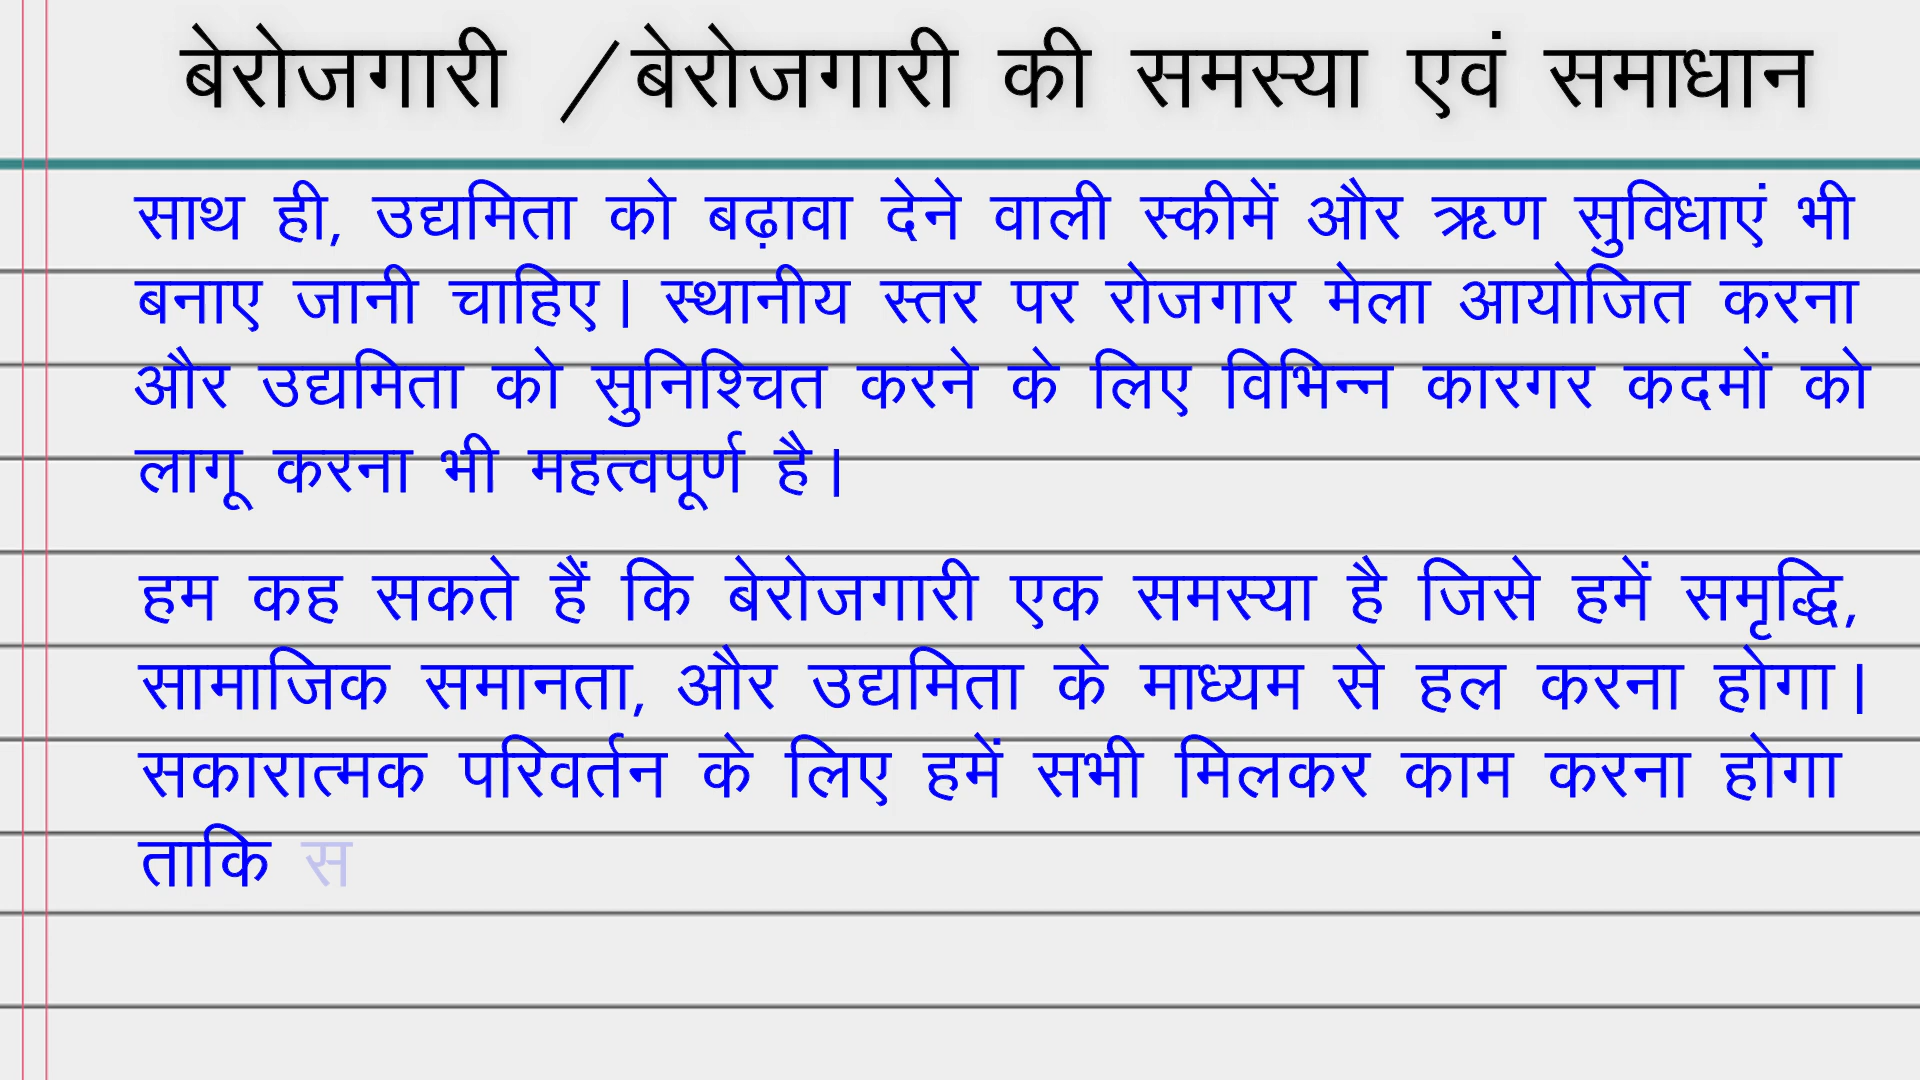 बेरोजगारी /बेरोजगारी की समस्या एवं समाधान
साथ ही, उद्यमिता को बढ़ावा देने वाली स्कीमें और ऋण सुविधाएं भी
बनाए जानी चाहिए। स्थानीय स्तर पर रोजगार मेला आयोजित करना
और उद्यमिता को सुनिश्चित करने के लिए विभिन्न कारगर कदमों को
लागू करना भी महत्वपूर्ण है।
हम कह सकते हैं कि बेरोजगारी एक समस्या है जिसे हमें समृद्धि,
सामाजिक समानता, और उद्यमिता के माध्यम से हल करना होगा।
सकारात्मक परिवर्तन के लिए हमें सभी मिलकर काम करना होगा
ताकि स